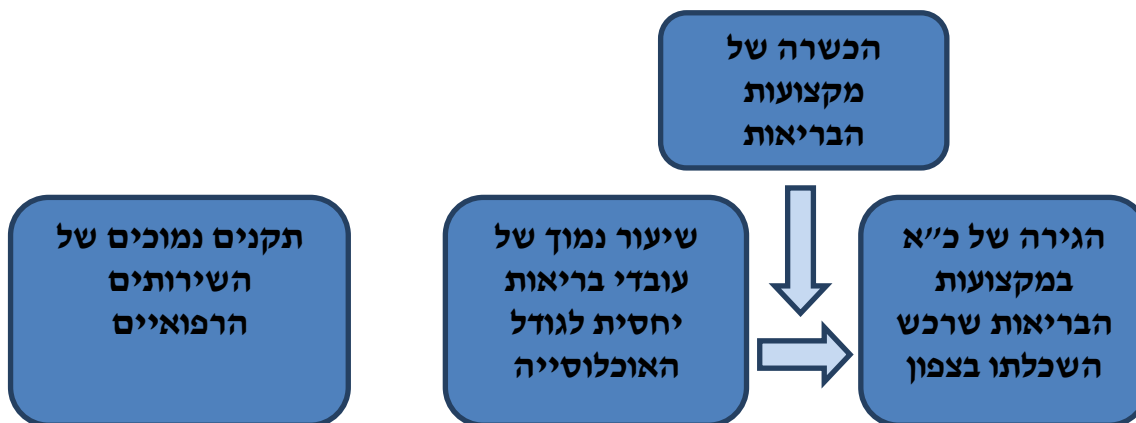 הכשרה של
מקצועות
הבריאות
הגירה של כ״א
במקצועות
הבריאות שרכש
השכלתו בצפון
שיעור נמוך של
עובדי בריאות
יחסית לגודל
האוכלוסייה
תקנים נמוכים של
השירותים
הרפואיים